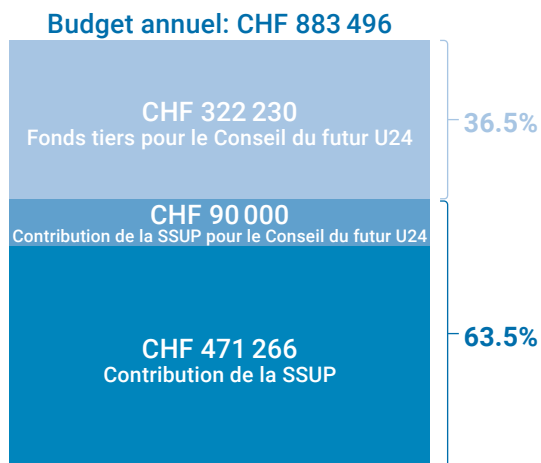 Budget annuel: CHF 883 496
CHF 322 230
Fonds tiers pour le Conseil du futur U24
36.5%
CHF 90 000
Contribution de la SSUP pour le Conseil du futur U24
CHF 471 266
Contribution de la SSUP
63.5%